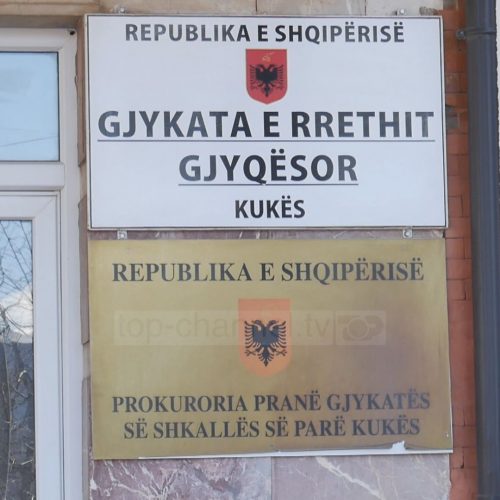 REPUBLIKA E SHQIPËRISË
GJYKATA E RRETHIT
GJYQËSOR
KUKËS
REPUBLIKA E SHQIPËRISË
top-channel.tv
PROKURORIA PRANË GJYKATËS
SË SHKALLËS SË PARË KUKËS